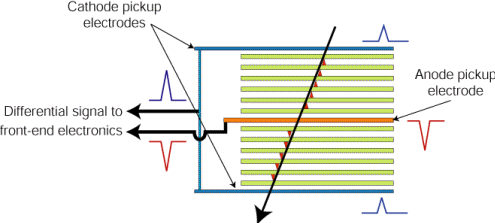 Cathode pickup
electrodes
Anode pickup
electrode
Differential signal to
front-end electronics